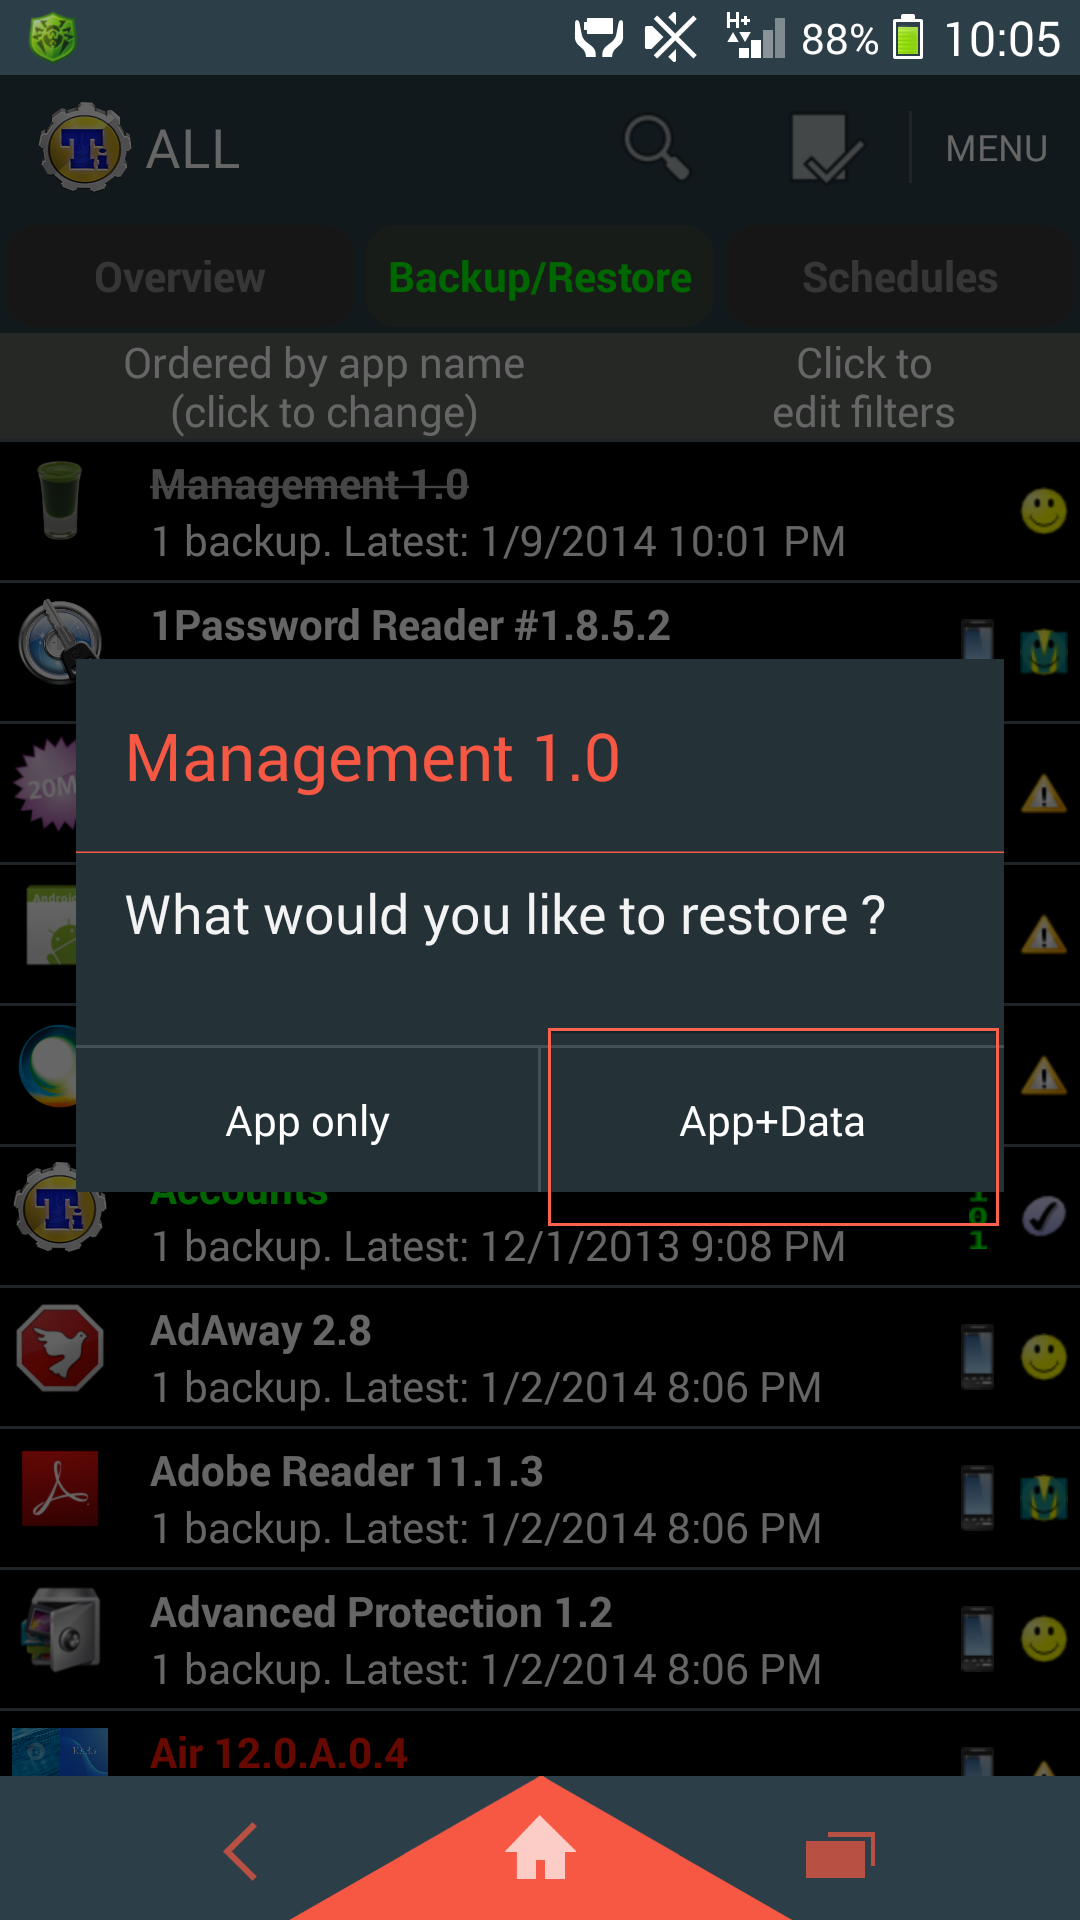 88% 10:05
ALL
MENU
Overview Backup/Restore Schedules
Ordered by app name
(click to change)
Click to
edit filters
Management 1.0
1 backup. Latest: 1/9/2014 10:01 PM
1Password Reader #1.8.5.2
20M
Android
Management 1.0
What would you like to restore ?
App only App+Data
Accounts
1 backup. Latest: 12/1/2013 9:08 PM
AdAway 2.8
1 backup. Latest: 1/2/2014 8:06 PM
Adobe Reader 11.1.3
1 backup. Latest: 1/2/2014 8:06 PM
Advanced Protection 1.2
1 backup. Latest: 1/2/2014 8:06 PM
Air 12.0.A.0.4